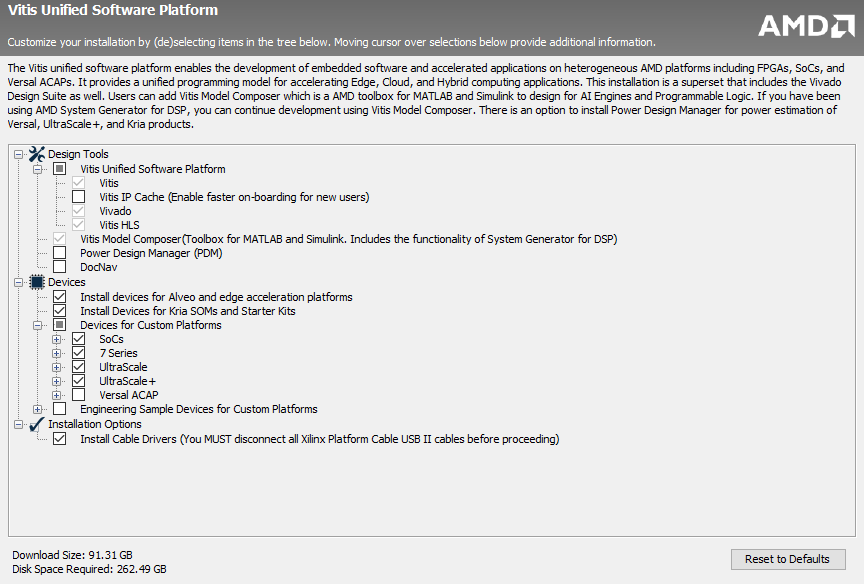 Vitis Unified Software Platform
AMD
Customize your installation by (de)selecting items in the tree below. Moving cursor over selections below provide additional information.
The Vitis unified software platform enables the development of embedded software and accelerated applications on heterogeneous AMD platforms including FPGAs, SoCs, and
Versal ACAPs. It provides a unified programming model for accelerating Edge, Cloud, and Hybrid computing applications. This installation is a superset that includes the Vivado
Design Suite as well. Users can add Vitis Model Composer which is a AMD toolbox for MATLAB and Simulink to design for AI Engines and Programmable Logic. If you have been
using AMD System Generator for DSP, you can continue development using Vitis Model Composer. There is an option to install Power Design Manager for power estimation of
Versal, UltraScale+, and Kria products.
Design Tools
Vitis Unified Software Platform
Vitis
Vitis IP Cache (Enable faster on-boarding for new users)
Vivado
Vitis HLS
Vitis Model Composer(Toolbox for MATLAB and Simulink. Includes the functionality of System Generator for DSP)
Power Design Manager (PDM)
DocNav
Devices
Install devices for Alveo and edge acceleration platforms
Install Devices for Kria SOMs and Starter Kits
Devices for Custom Platforms
SoCs
7 Series
UltraScale
UltraScale+
Versal ACAP
Engineering Sample Devices for Custom Platforms
Installation Options
Install Cable Drivers (You MUST disconnect all Xilinx Platform Cable USB II cables before proceeding)
Download Size: 91.31 GB
Disk Space Required: 262.49 GB
Reset to Defaults